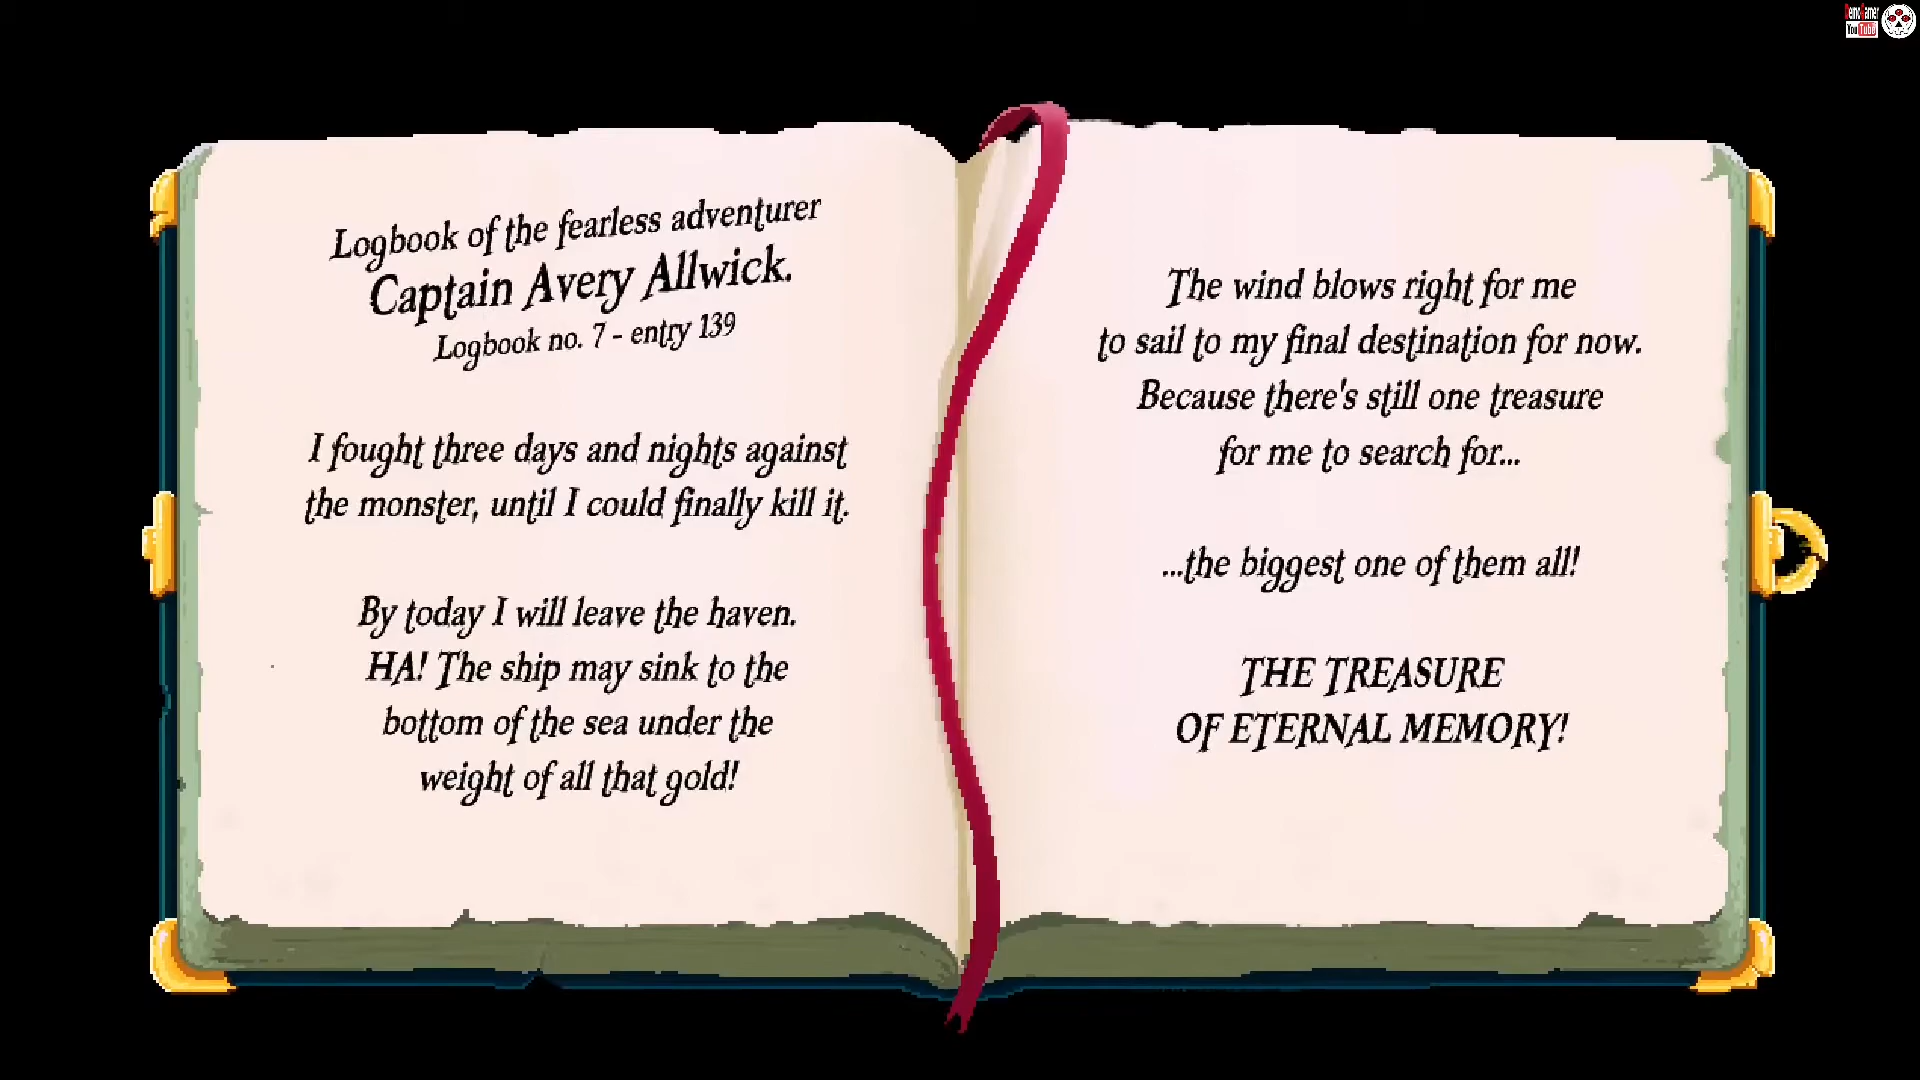 Logbook of the fearless adventurer
Captain Avery Allwick.
Logbook no. 7 - entry 139
I fought three days and nights against
the monster, until I could finally kill it.
By today I will leave the haven.
HA! The ship may sink to the
bottom of the sea under the
weight of all that gold!
The wind blows right for me
to sail to my final destination for now.
Because there's still one treasure
for me to search for...
...the biggest one of them all!
THE TREASURE
OF ETERNAL MEMORY!
You Tube